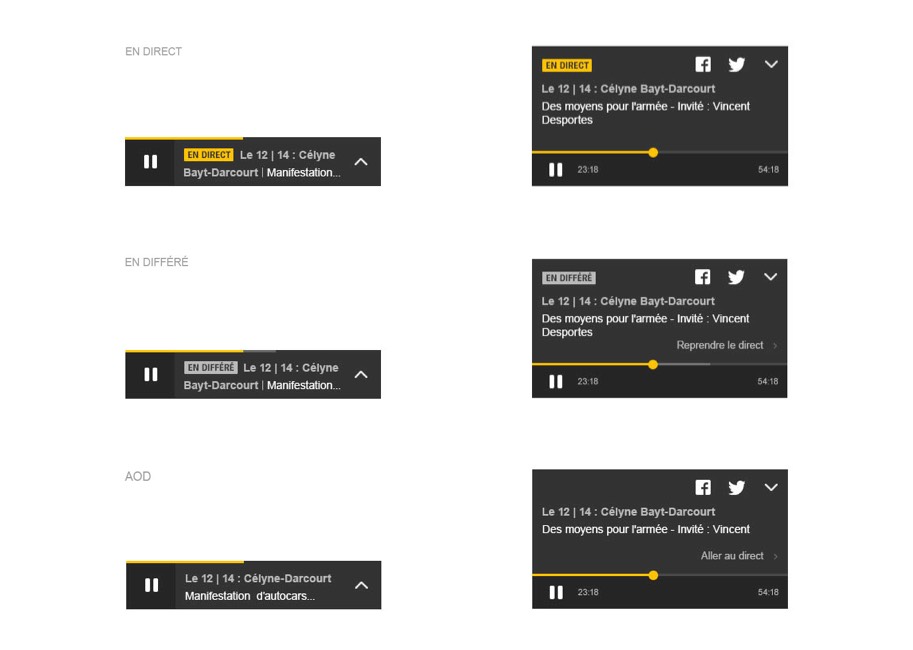 EN DIRECT
EN DIRECT Le 12 | 14 : Célyne
Bayt-Darcourt | Manifestation...
EN DIRECT
Le 12 | 14 : Célyne Bayt-Darcourt
Des moyens pour l'armée - Invité : Vincent
Desportes
23:18 54:18
EN DIFFÉRÉ
EN DIFFÉRÉ Le 12 | 14 : Célyne
Bayt-Darcourt | Manifestation...
EN DIFFÉRÉ
Le 12 | 14 : Célyne Bayt-Darcourt
Des moyens pour l'armée - Invité : Vincent
Desportes
Reprendre le direct
23:18 54:18
AOD
Le 12 | 14 : Célyne-Darcourt
Manifestation d'autocars...
Le 12 | 14 : Célyne Bayt-Darcourt
Des moyens pour l'armée - Invité : Vincent
Aller au direct
23:18 54:18